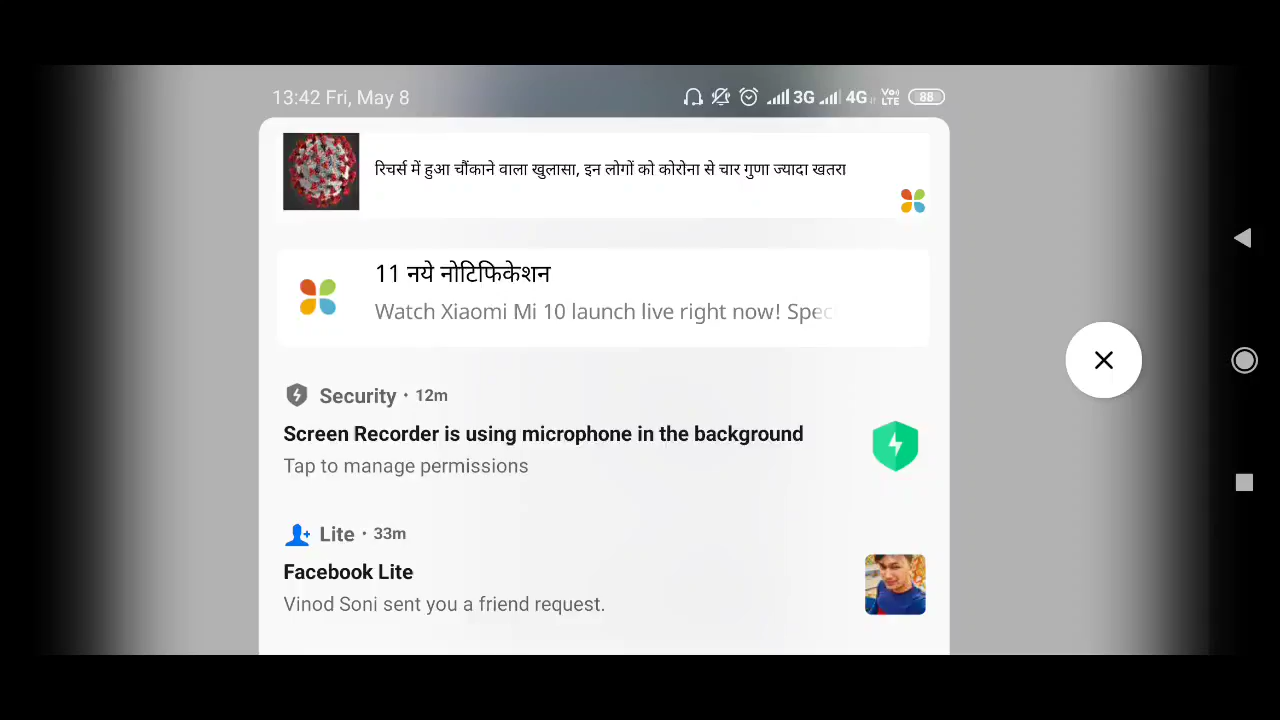 13:42 Fri, May 8 3G 4G Vo) LTE 88
रिचर्स में हुआ चौंकाने वाला खुलासा, इन लोगों को कोरोना से चार गुणा ज्यादा खतरा
11 नये नोटिफिकेशन
Watch Xiaomi Mi 10 launch live right now! Spec
Security · 12m
Screen Recorder is using microphone in the background
Tap to manage permissions
Lite · 33m
Facebook Lite
Vinod Soni sent you a friend request.